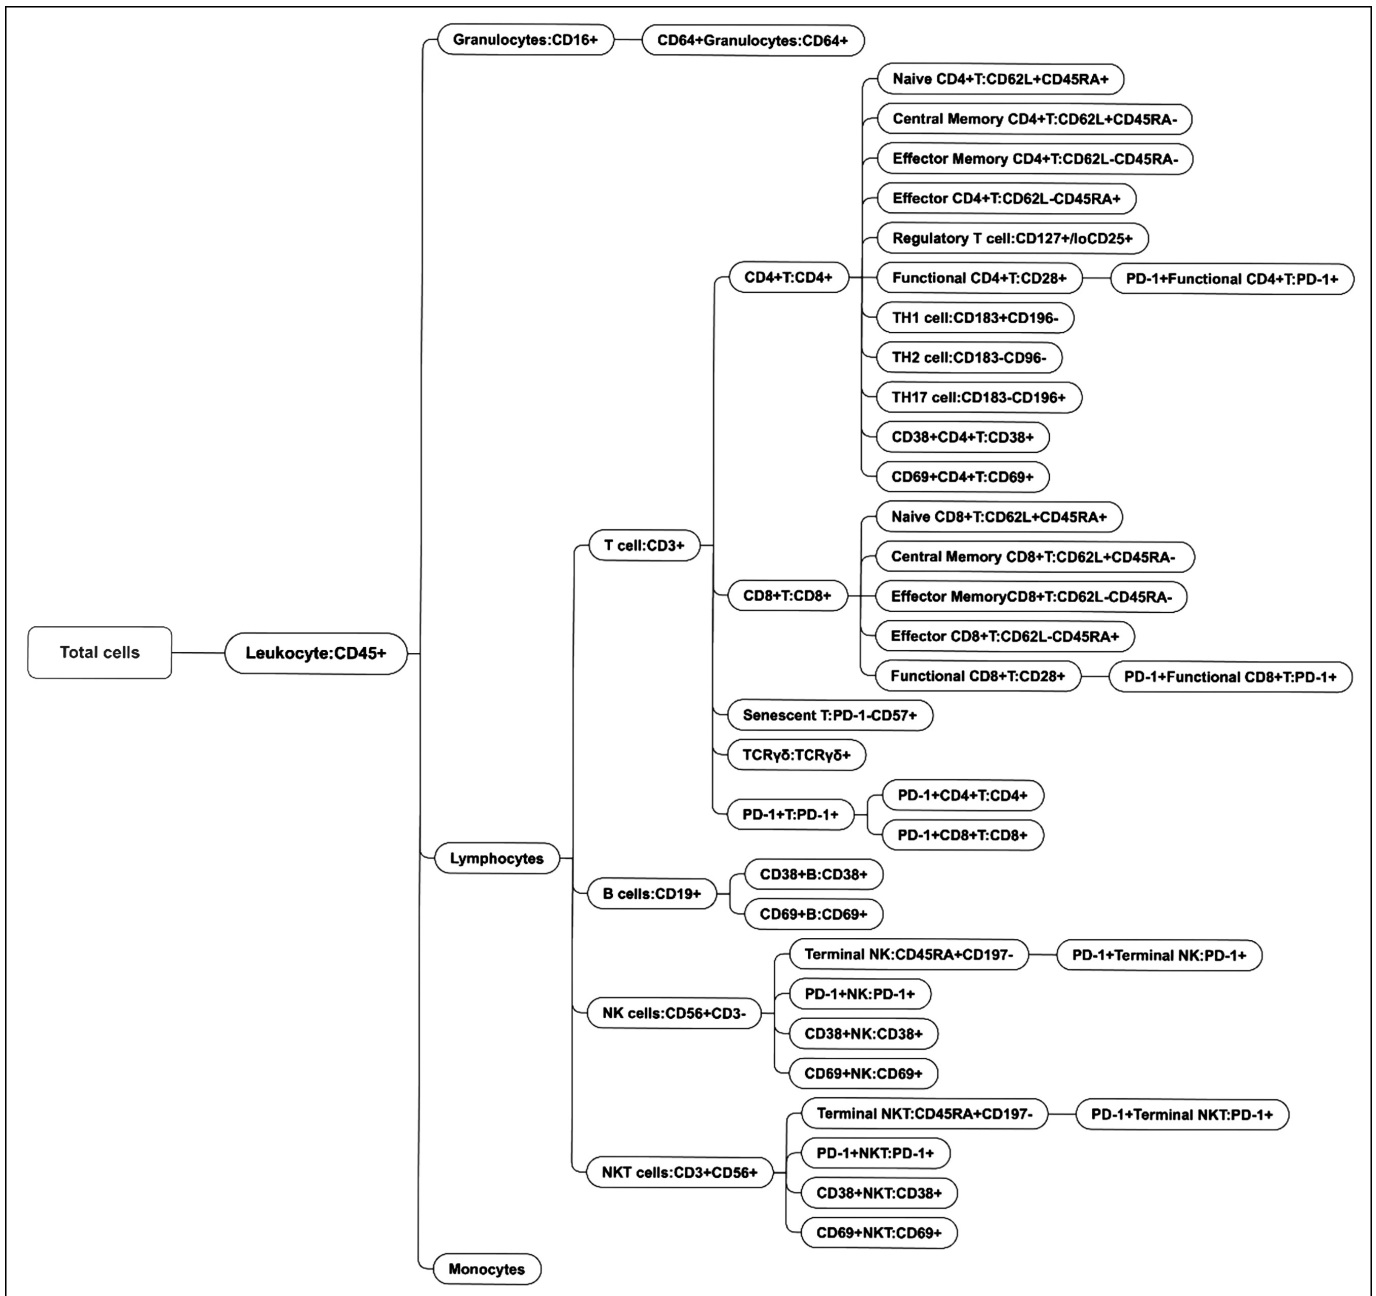 Granulocytes:CD16+
CD64+Granulocytes:CD64+
Naive CD4+T:CD62L+CD45RA+
Central Memory CD4+T:CD62L+CD45RA-
Effector Memory CD4+T:CD62L-CD45RA-
Effector CD4+T:CD62L-CD45RA+
Regulatory T cell:CD127+/loCD25+
CD4+T:CD4+
Functional CD4+T:CD28+
PD-1+Functional CD4+T:PD-1+
TH1 cell:CD183+CD196-
TH2 cell:CD183-CD96-
TH17 cell:CD183-CD196+
CD38+CD4+T:CD38+
CD69+CD4+T:CD69+
T cell:CD3+
Naive CD8+T:CD62L+CD45RA+
Central Memory CD8+T:CD62L+CD45RA-
CD8+T:CD8+
Effector MemoryCD8+T:CD62L-CD45RA-
Effector CD8+T:CD62L-CD45RA+
Functional CD8+T:CD28+
PD-1+Functional CD8+T:PD-1+
Total cells
Leukocyte:CD45+
Senescent T:PD-1-CD57+
TCRγδ:TCRγδ+
PD-1+T:PD-1+
PD-1+CD4+T:CD4+
PD-1+CD8+T:CD8+
Lymphocytes
B cells:CD19+
CD38+B:CD38+
CD69+B:CD69+
Terminal NK:CD45RA+CD197-
PD-1+Terminal NK:PD-1+
NK cells:CD56+CD3-
PD-1+NK:PD-1+
CD38+NK:CD38+
CD69+NK:CD69+
Terminal NKT:CD45RA+CD197-
PD-1+Terminal NKT:PD-1+
NKT cells:CD3+CD56+
PD-1+NKT:PD-1+
CD38+NKT:CD38+
CD69+NKT:CD69+
Monocytes